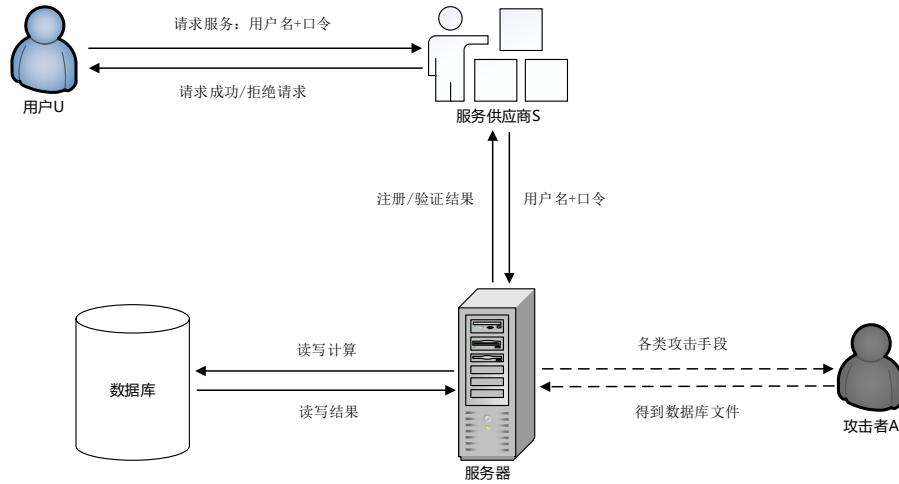 请求服务：用户名+口令
请求成功/拒绝请求
用户U
服务供应商S
注册/验证结果
用户名+口令
读写计算
各类攻击手段
数据库
读写结果
得到数据库文件
攻击者A
服务器